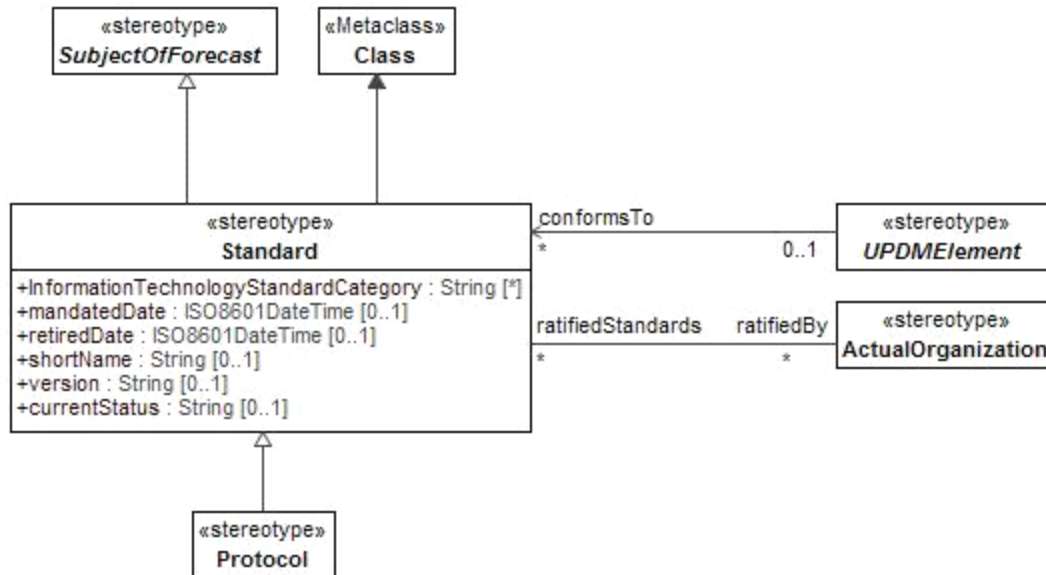 «stereotype»
SubjectOfForecast
«Metaclass»
Class
«stereotype»
Standard
+InformationTechnologyStandardCategory : String [*]
+mandatedDate : ISO8601DateTime [0..1]
+retiredDate : ISO8601DateTime [0..1]
+shortName : String [0..1]
+version : String [0..1]
+currentStatus : String [0..1]
conformsTo
*
0..1
«stereotype»
UPDMElement
ratifiedStandards
*
ratifiedBy
*
«stereotype»
ActualOrganization
«stereotype»
Protocol